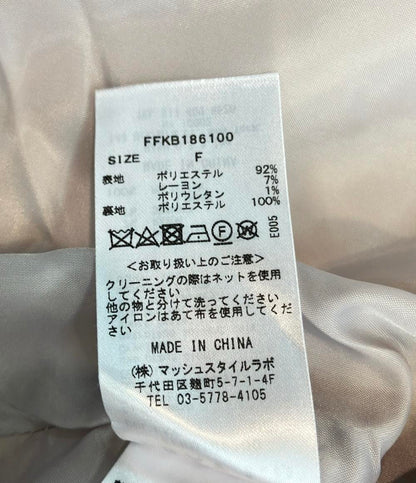 FFKB186100
SIZE F
表地 ポリエステル 92%
レーヨン 7%
ポリウレタン 1%
裏地 ポリエステル 100%
E005
<お取り扱い上のご注意>
クリーニングの際はネットを使用
してください
他の物と分けて洗ってください
アイロンはあて布を使用してくだ
さい
MADE IN CHINA
(株)マッシュスタイルラボ
千代田区麹町5-7-1-4F
TEL 03-5778-4105